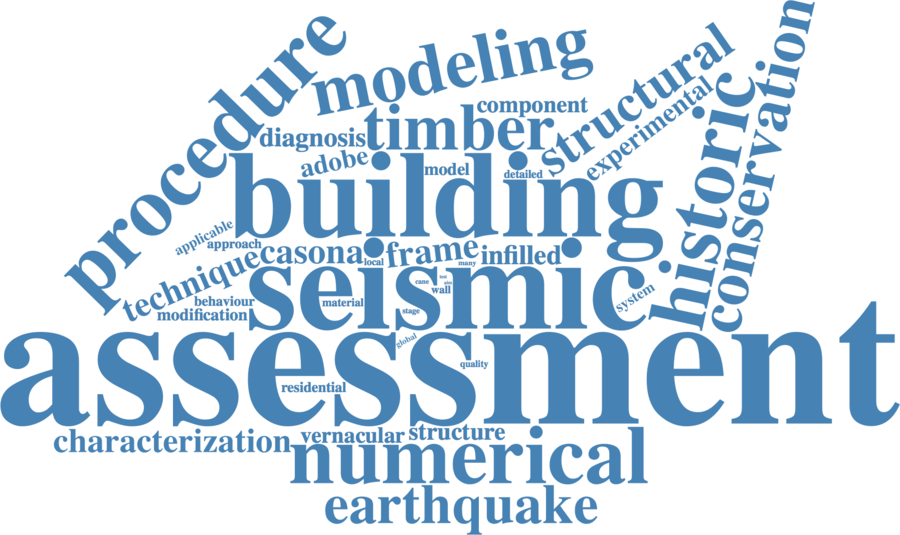 procedure
modeling
structural
conservation
historic
experimental
component
timber
diagnosis
adobe
model
detailed
building
applicable
approach
technique
casona
local
frame
many
infilled
seismic
cane
test
aim
wall
system
behaviour
modification
material
stage
global
assessment
quality
residential
characterization
vernacular
structure
numerical
earthquake